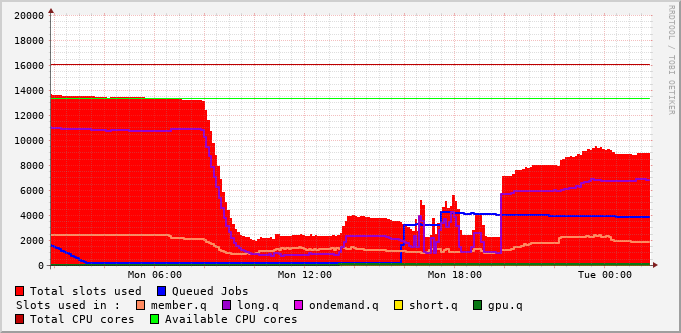 20000
18000
16000
14000
12000
10000
8000
6000
4000
2000
0
Mon 06:00 Mon 12:00 Mon 18:00 Tue 00:00
RRDTOOL / TOBI OETIKER
Total slots used Queued Jobs
Slots used in : member.q long.q ondemand.q short.q gpu.q
Total CPU cores Available CPU cores